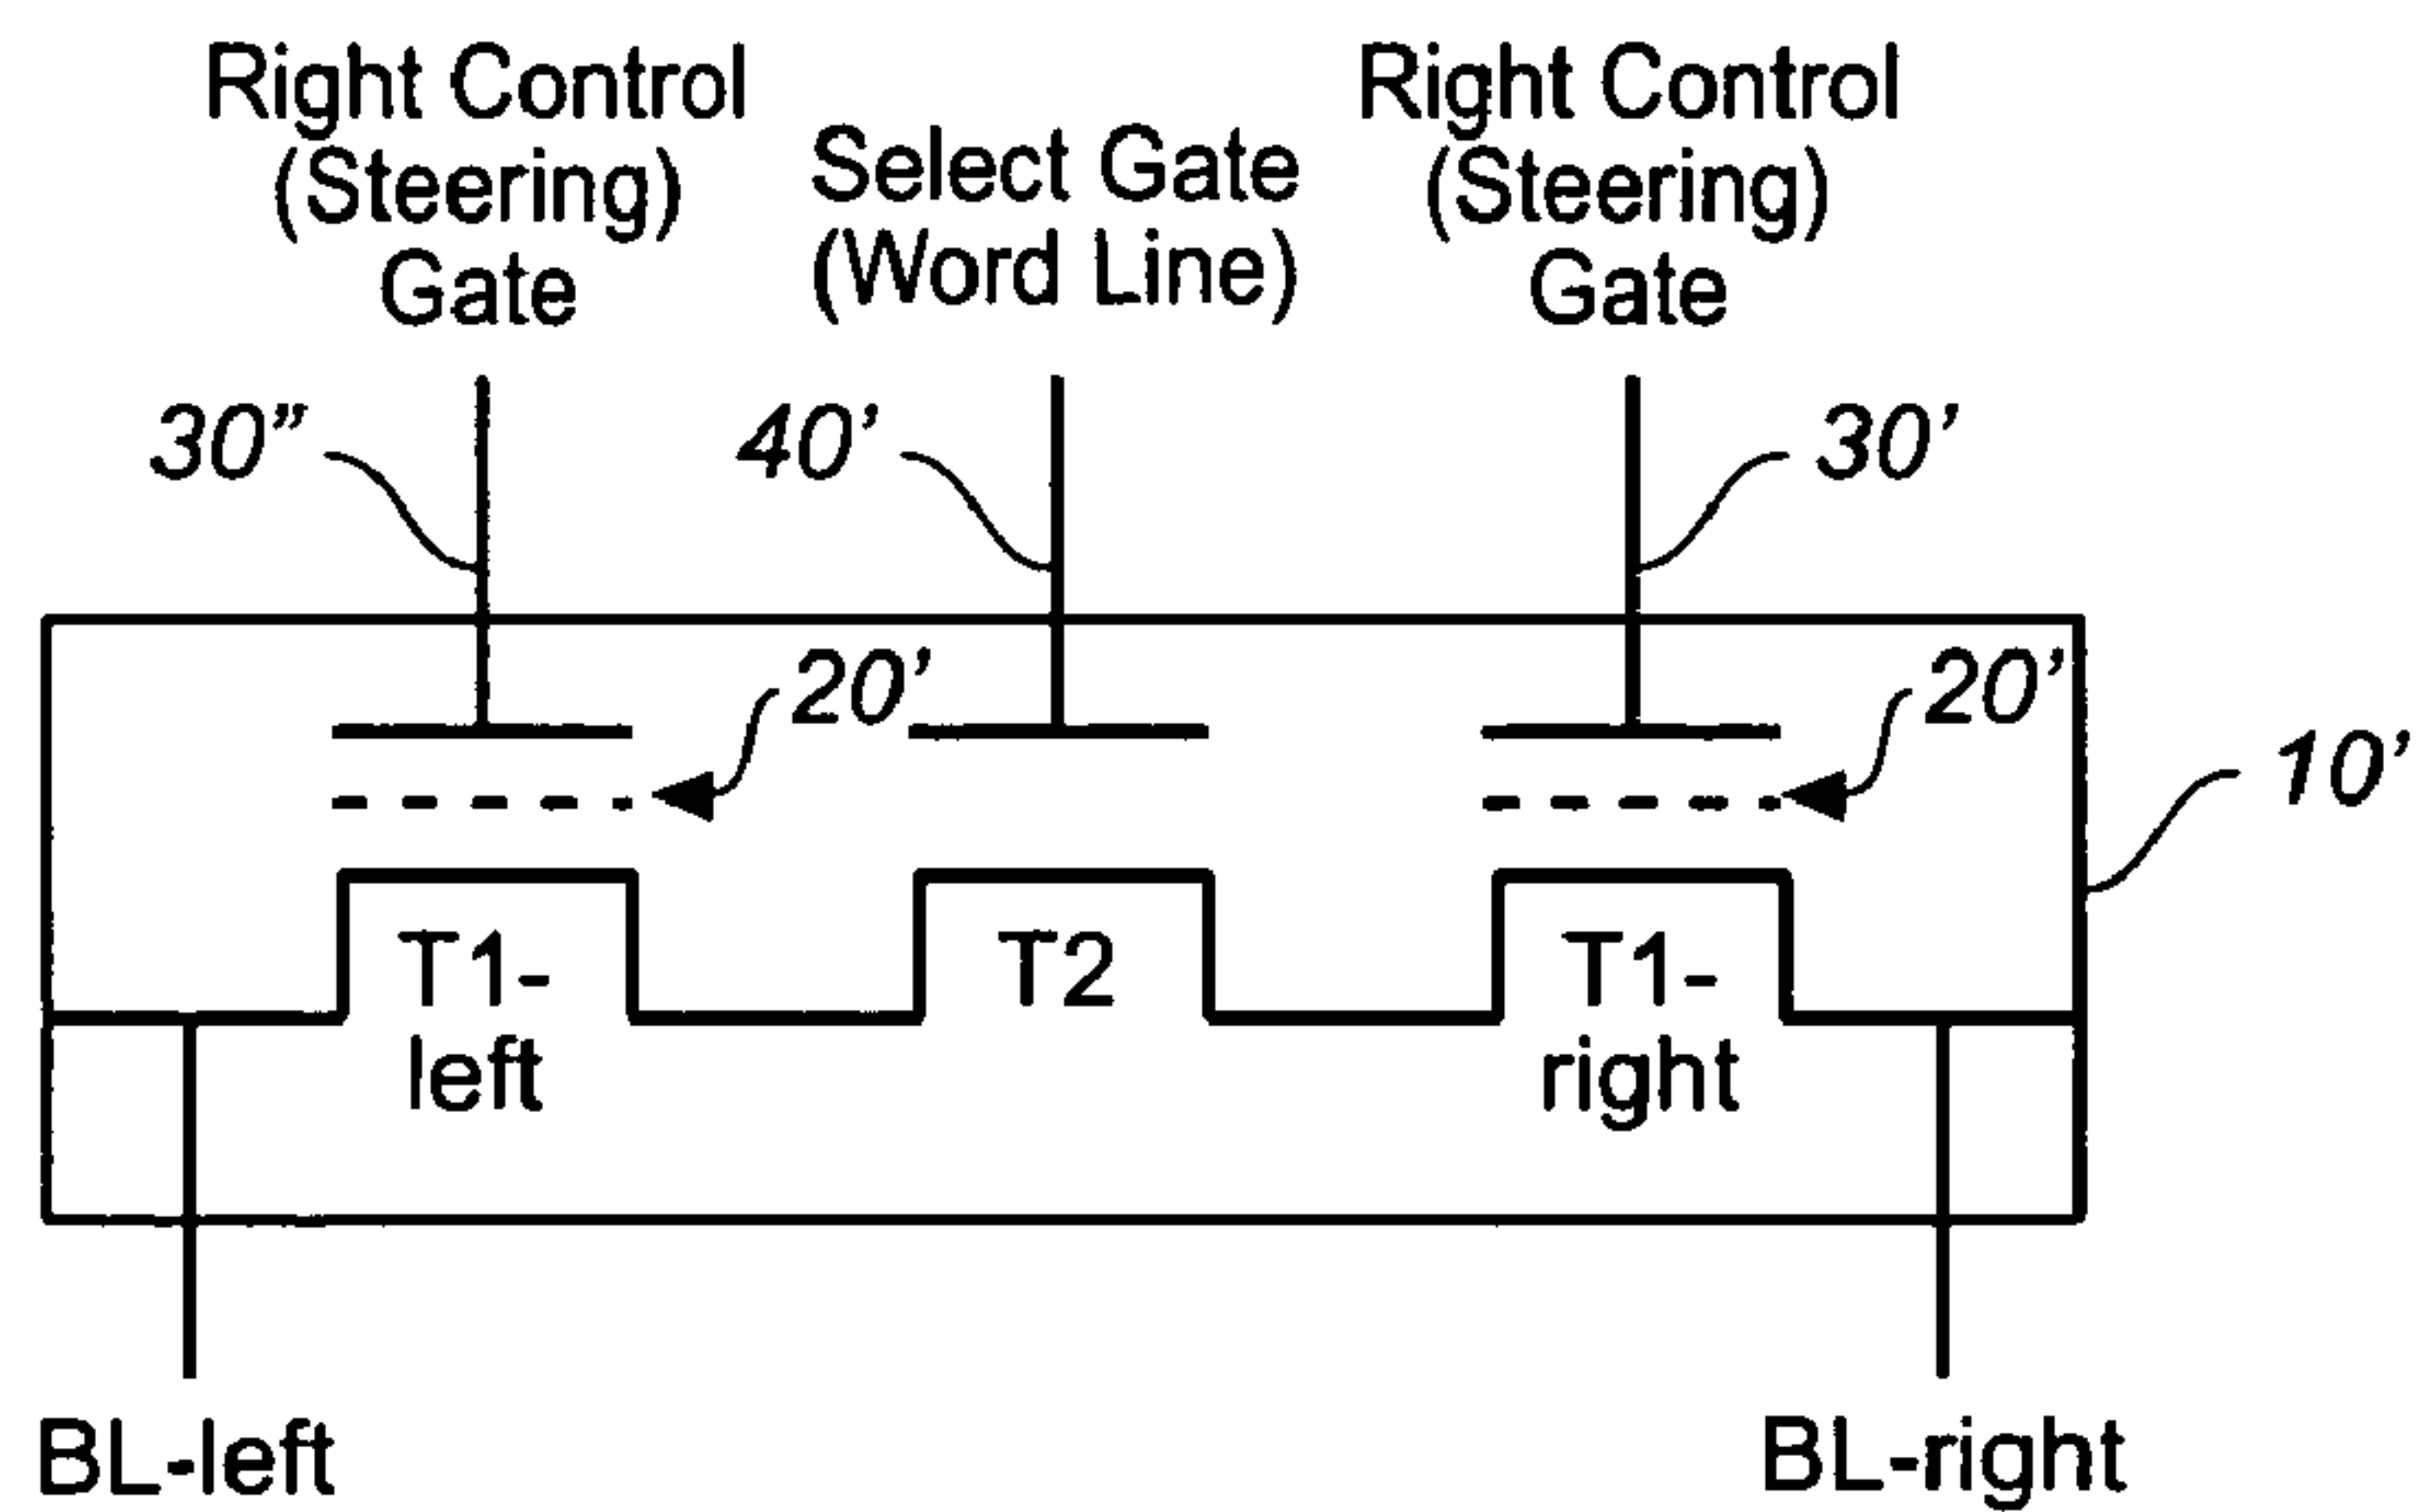 Right Control
(Steering)
Gate
Select Gate
(Word Line)
Right Control
(Steering)
Gate
30”
40’
30’
20’
20’
10’
T1-
left
T2
T1-
right
BL-left
BL-right